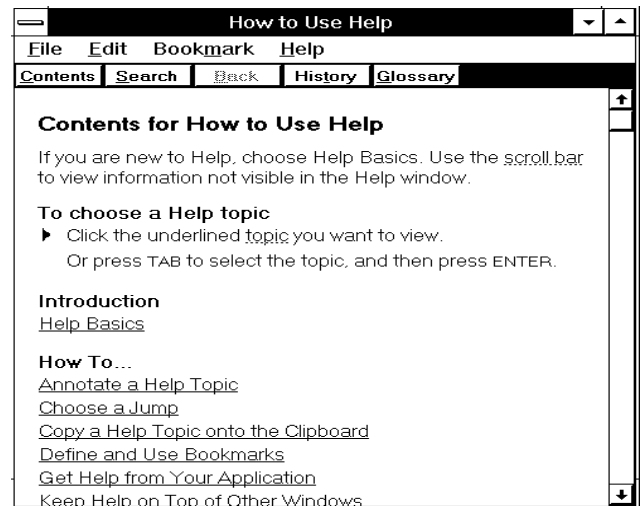 How to Use Help
File Edit Bookmark Help
Contents Search Back History Glossary
Contents for How to Use Help
If you are new to Help, choose Help Basics. Use the scroll bar
to view information not visible in the Help window.
To choose a Help topic
Click the underlined topic you want to view.
Or press TAB to select the topic, and then press ENTER.
Introduction
Help Basics
How To...
Annotate a Help Topic
Choose a Jump
Copy a Help Topic onto the Clipboard
Define and Use Bookmarks
Get Help from Your Application
Keep Help on Top of Other Windows